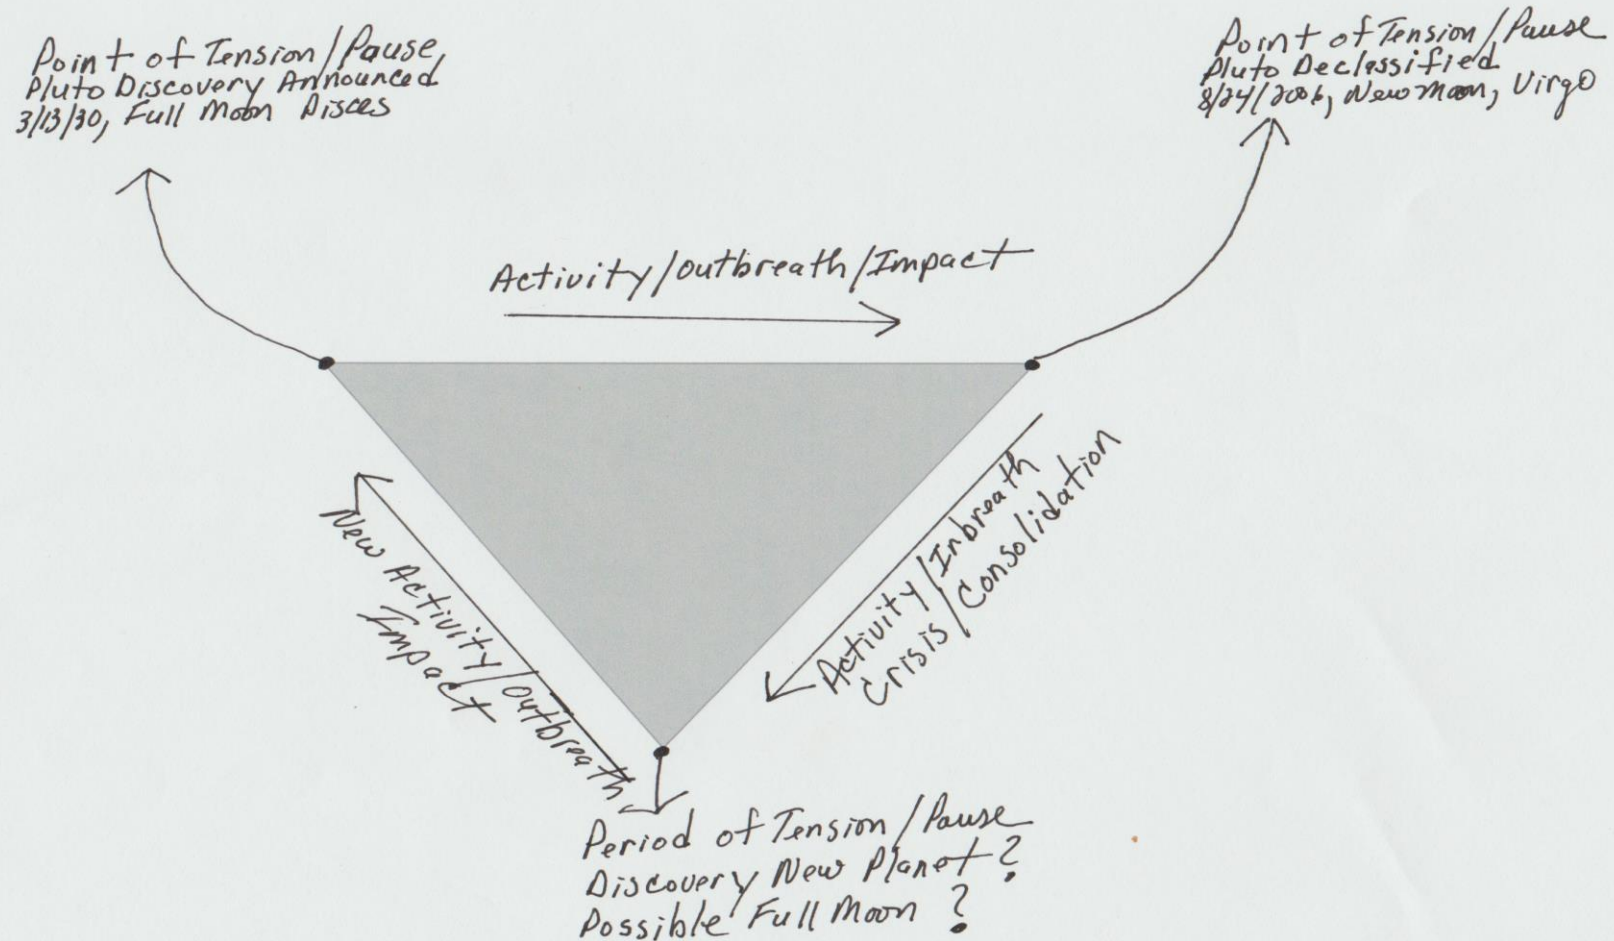 Point of Tension/Pause,
Pluto Discovery Announced
3/13/30, Full Moon Pisces
Point of Tension/Pause
Pluto Declassified
8/24/2006, New Moon, Virgo
Activity/Outbreath/Impact
Activity/Inbreath
Crisis/Consolidation
New Activity/Outbreath
Impact
Period of Tension/Pause
Discovery New Planet?
Possible Full Moon?